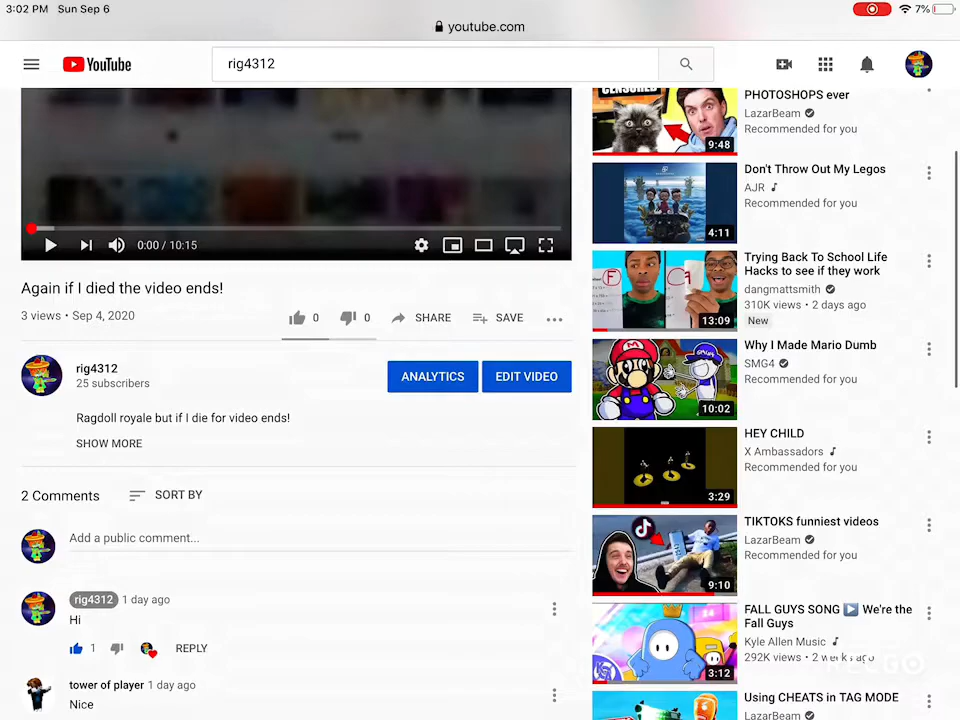 3:02 PM Sun Sep 6
7%
youtube.com
YouTube
rig4312
CENSORED
PHOTOSHOPS ever
LazarBeam
Recommended for you
9:48
Don't Throw Out My Legos
AJR
Recommended for you
4:11
0:00 / 10:15
Trying Back To School Life
Hacks to see if they work
dangmattsmith
310K views • 2 days ago
New
13:09
Again if I died the video ends!
3 views • Sep 4, 2020
0
0
SHARE
SAVE
Why I Made Mario Dumb
SMG4
Recommended for you
10:02
rig4312
25 subscribers
ANALYTICS
EDIT VIDEO
Ragdoll royale but if I die for video ends!
SHOW MORE
HEY CHILD
X Ambassadors
Recommended for you
3:29
2 Comments
SORT BY
Add a public comment...
TIKTOKS funniest videos
LazarBeam
Recommended for you
9:10
rig4312 1 day ago
Hi
1
REPLY
FALL GUYS SONG ▶ We're the
Fall Guys
Kyle Allen Music
292K views • 2 weeks ago
3:12
tower of player 1 day ago
Nice
Using CHEATS in TAG MODE
LazarBeam